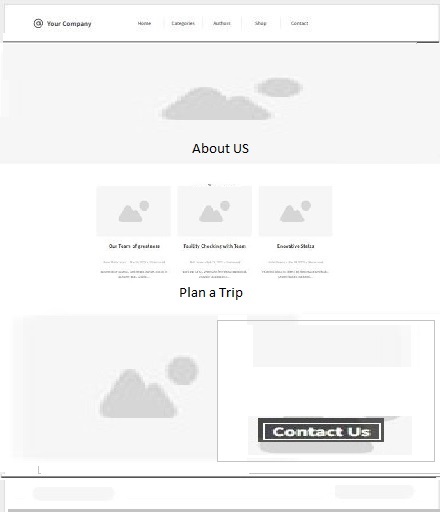 @ Your Company
Home Categories Authors Shop Contact
About US
Our Team of greatness Facility Checking with Team Executive Status
Plan a Trip
Contact Us